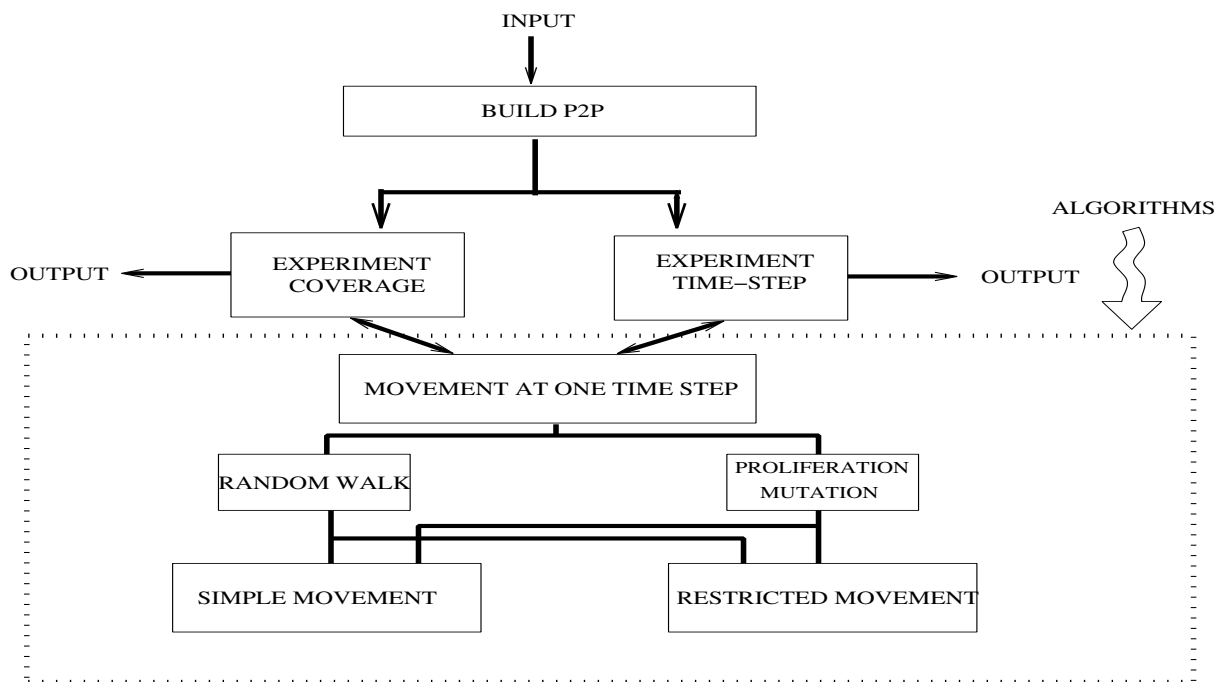 INPUT
BUILD P2P
ALGORITHMS
EXPERIMENT
COVERAGE
EXPERIMENT
TIME−STEP
OUTPUT
OUTPUT
MOVEMENT AT ONE TIME STEP
RANDOM WALK
PROLIFERATION
MUTATION
SIMPLE MOVEMENT
RESTRICTED MOVEMENT